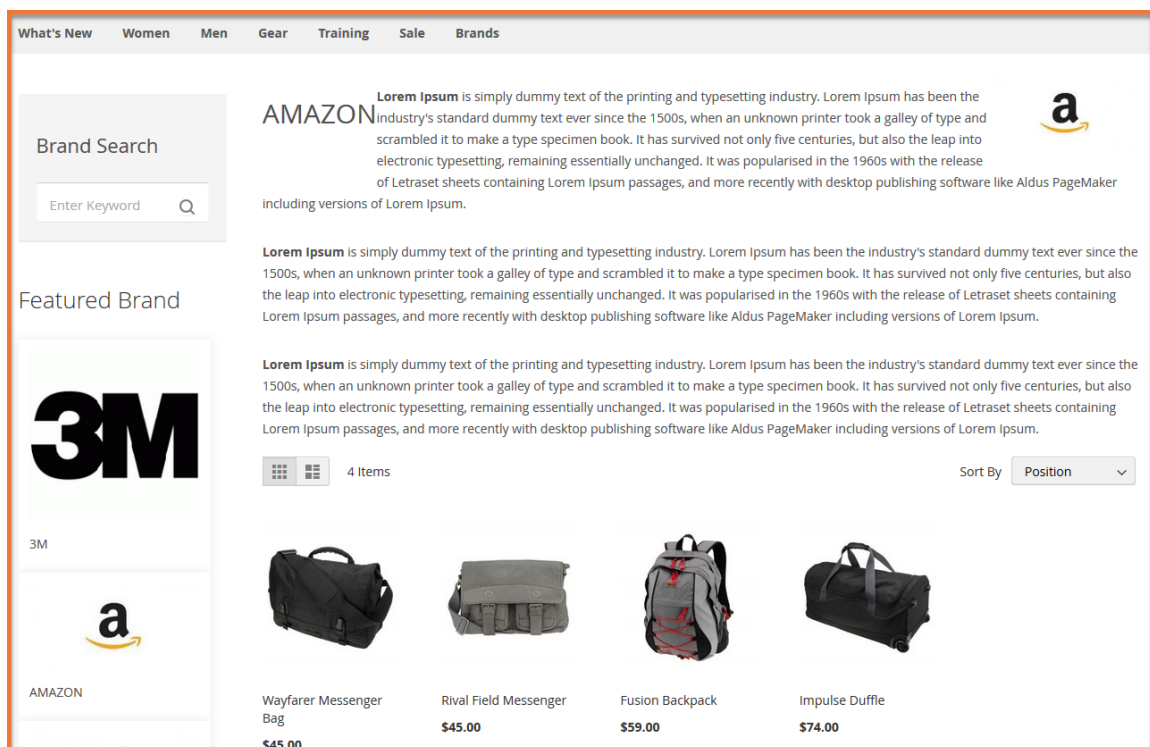 What's New Women Men Gear Training Sale Brands
Brand Search
Enter Keyword
Featured Brand
3M
3M
a
AMAZON
AMAZON
Lorem Ipsum is simply dummy text of the printing and typesetting industry. Lorem Ipsum has been the
industry's standard dummy text ever since the 1500s, when an unknown printer took a galley of type and
scrambled it to make a type specimen book. It has survived not only five centuries, but also the leap into
electronic typesetting, remaining essentially unchanged. It was popularised in the 1960s with the release
of Letraset sheets containing Lorem Ipsum passages, and more recently with desktop publishing software like Aldus PageMaker
including versions of Lorem Ipsum.
a
Lorem Ipsum is simply dummy text of the printing and typesetting industry. Lorem Ipsum has been the industry's standard dummy text ever since the
1500s, when an unknown printer took a galley of type and scrambled it to make a type specimen book. It has survived not only five centuries, but also
the leap into electronic typesetting, remaining essentially unchanged. It was popularised in the 1960s with the release of Letraset sheets containing
Lorem Ipsum passages, and more recently with desktop publishing software like Aldus PageMaker including versions of Lorem Ipsum.
Lorem Ipsum is simply dummy text of the printing and typesetting industry. Lorem Ipsum has been the industry's standard dummy text ever since the
1500s, when an unknown printer took a galley of type and scrambled it to make a type specimen book. It has survived not only five centuries, but also
the leap into electronic typesetting, remaining essentially unchanged. It was popularised in the 1960s with the release of Letraset sheets containing
Lorem Ipsum passages, and more recently with desktop publishing software like Aldus PageMaker including versions of Lorem Ipsum.
4 Items
Sort By Position
Wayfarer Messenger
Bag
$45.00
Rival Field Messenger
$45.00
Fusion Backpack
$59.00
Impulse Duffle
$74.00